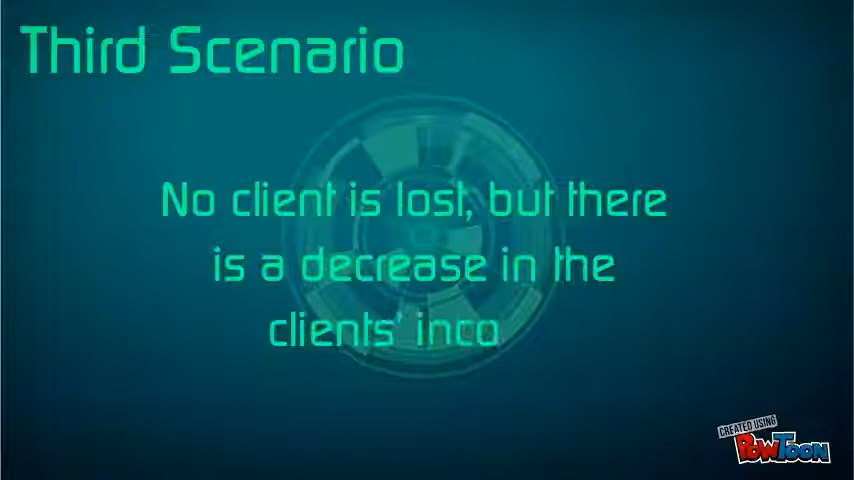 Third Scenario
No client is lost, but there
is a decrease in the
clients' inco
CREATED USING
POWTOON